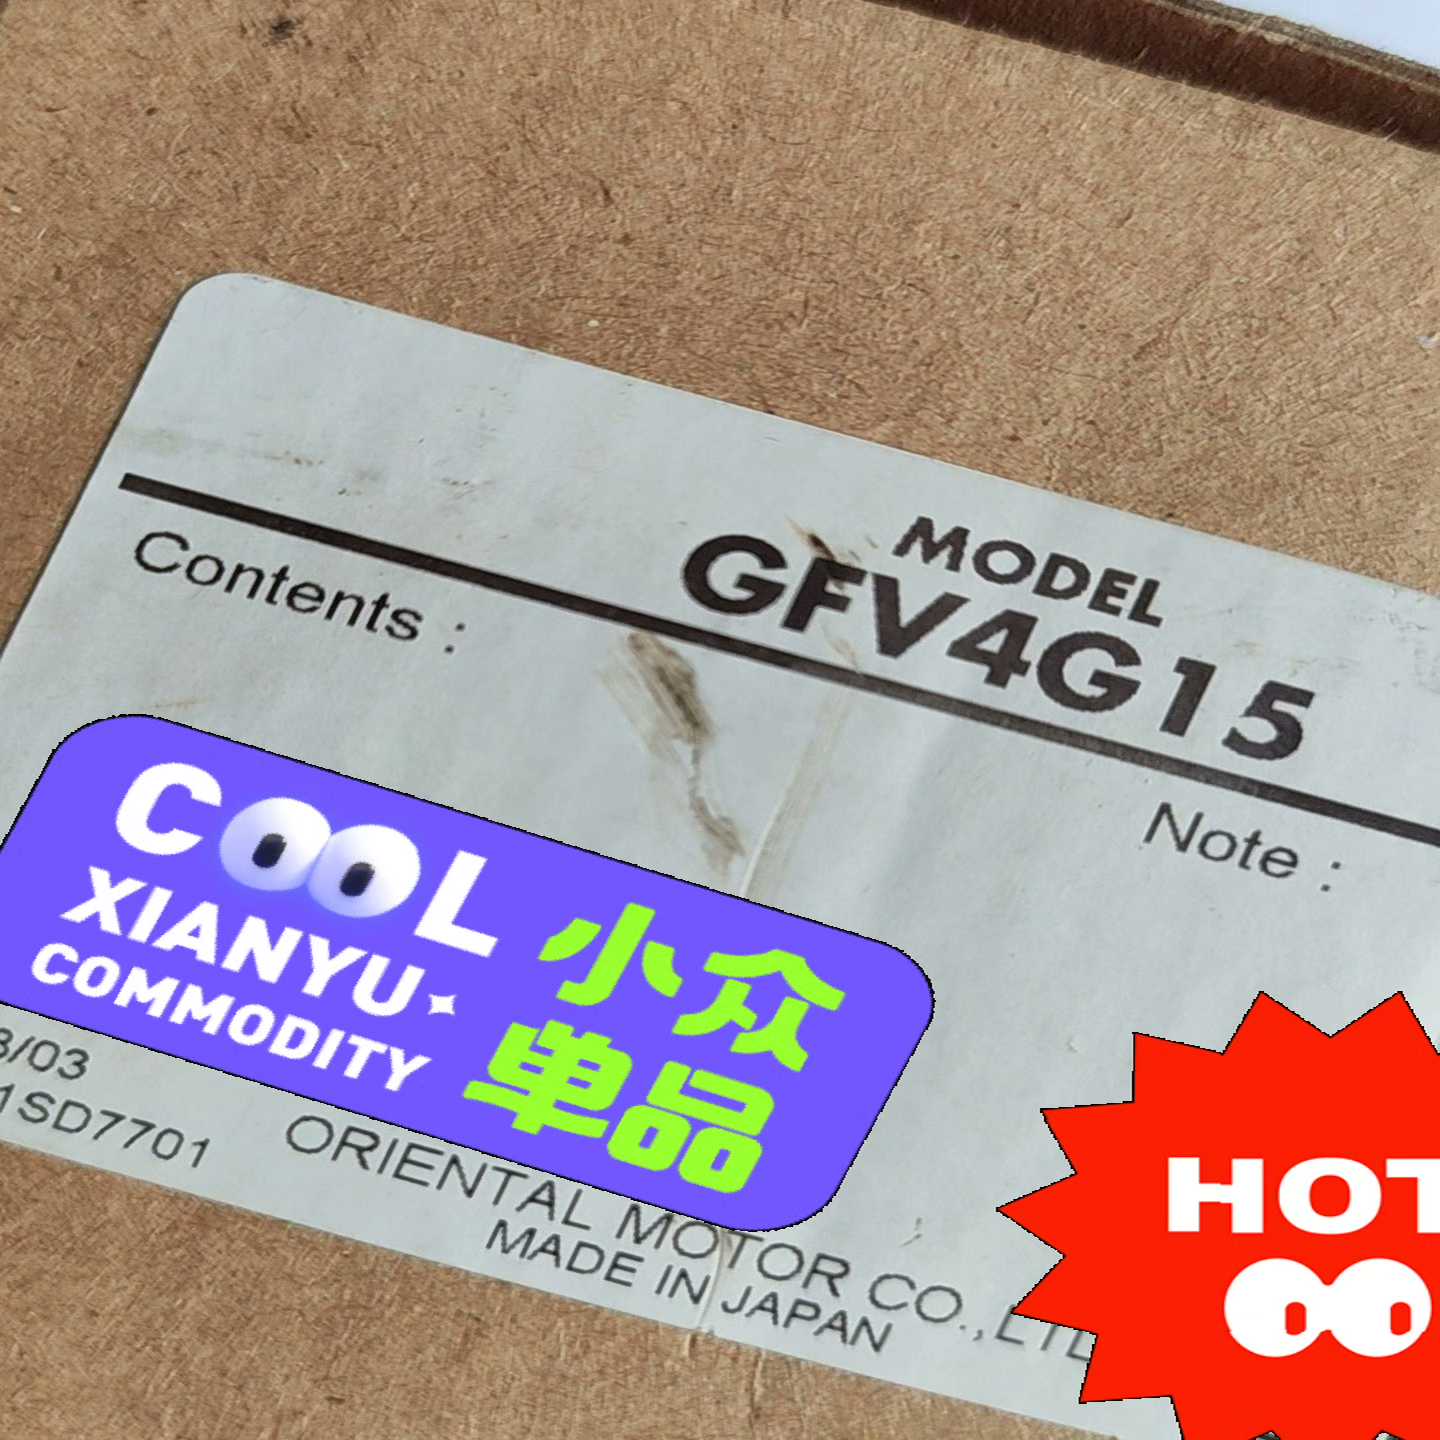 MODEL
GFV4G15
Contents :
Note :
COOL
XIANYU
COMMODITY
小众
单品
3/03
1SD7701
ORIENTAL MOTOR CO.,LTD
MADE IN JAPAN
HOT